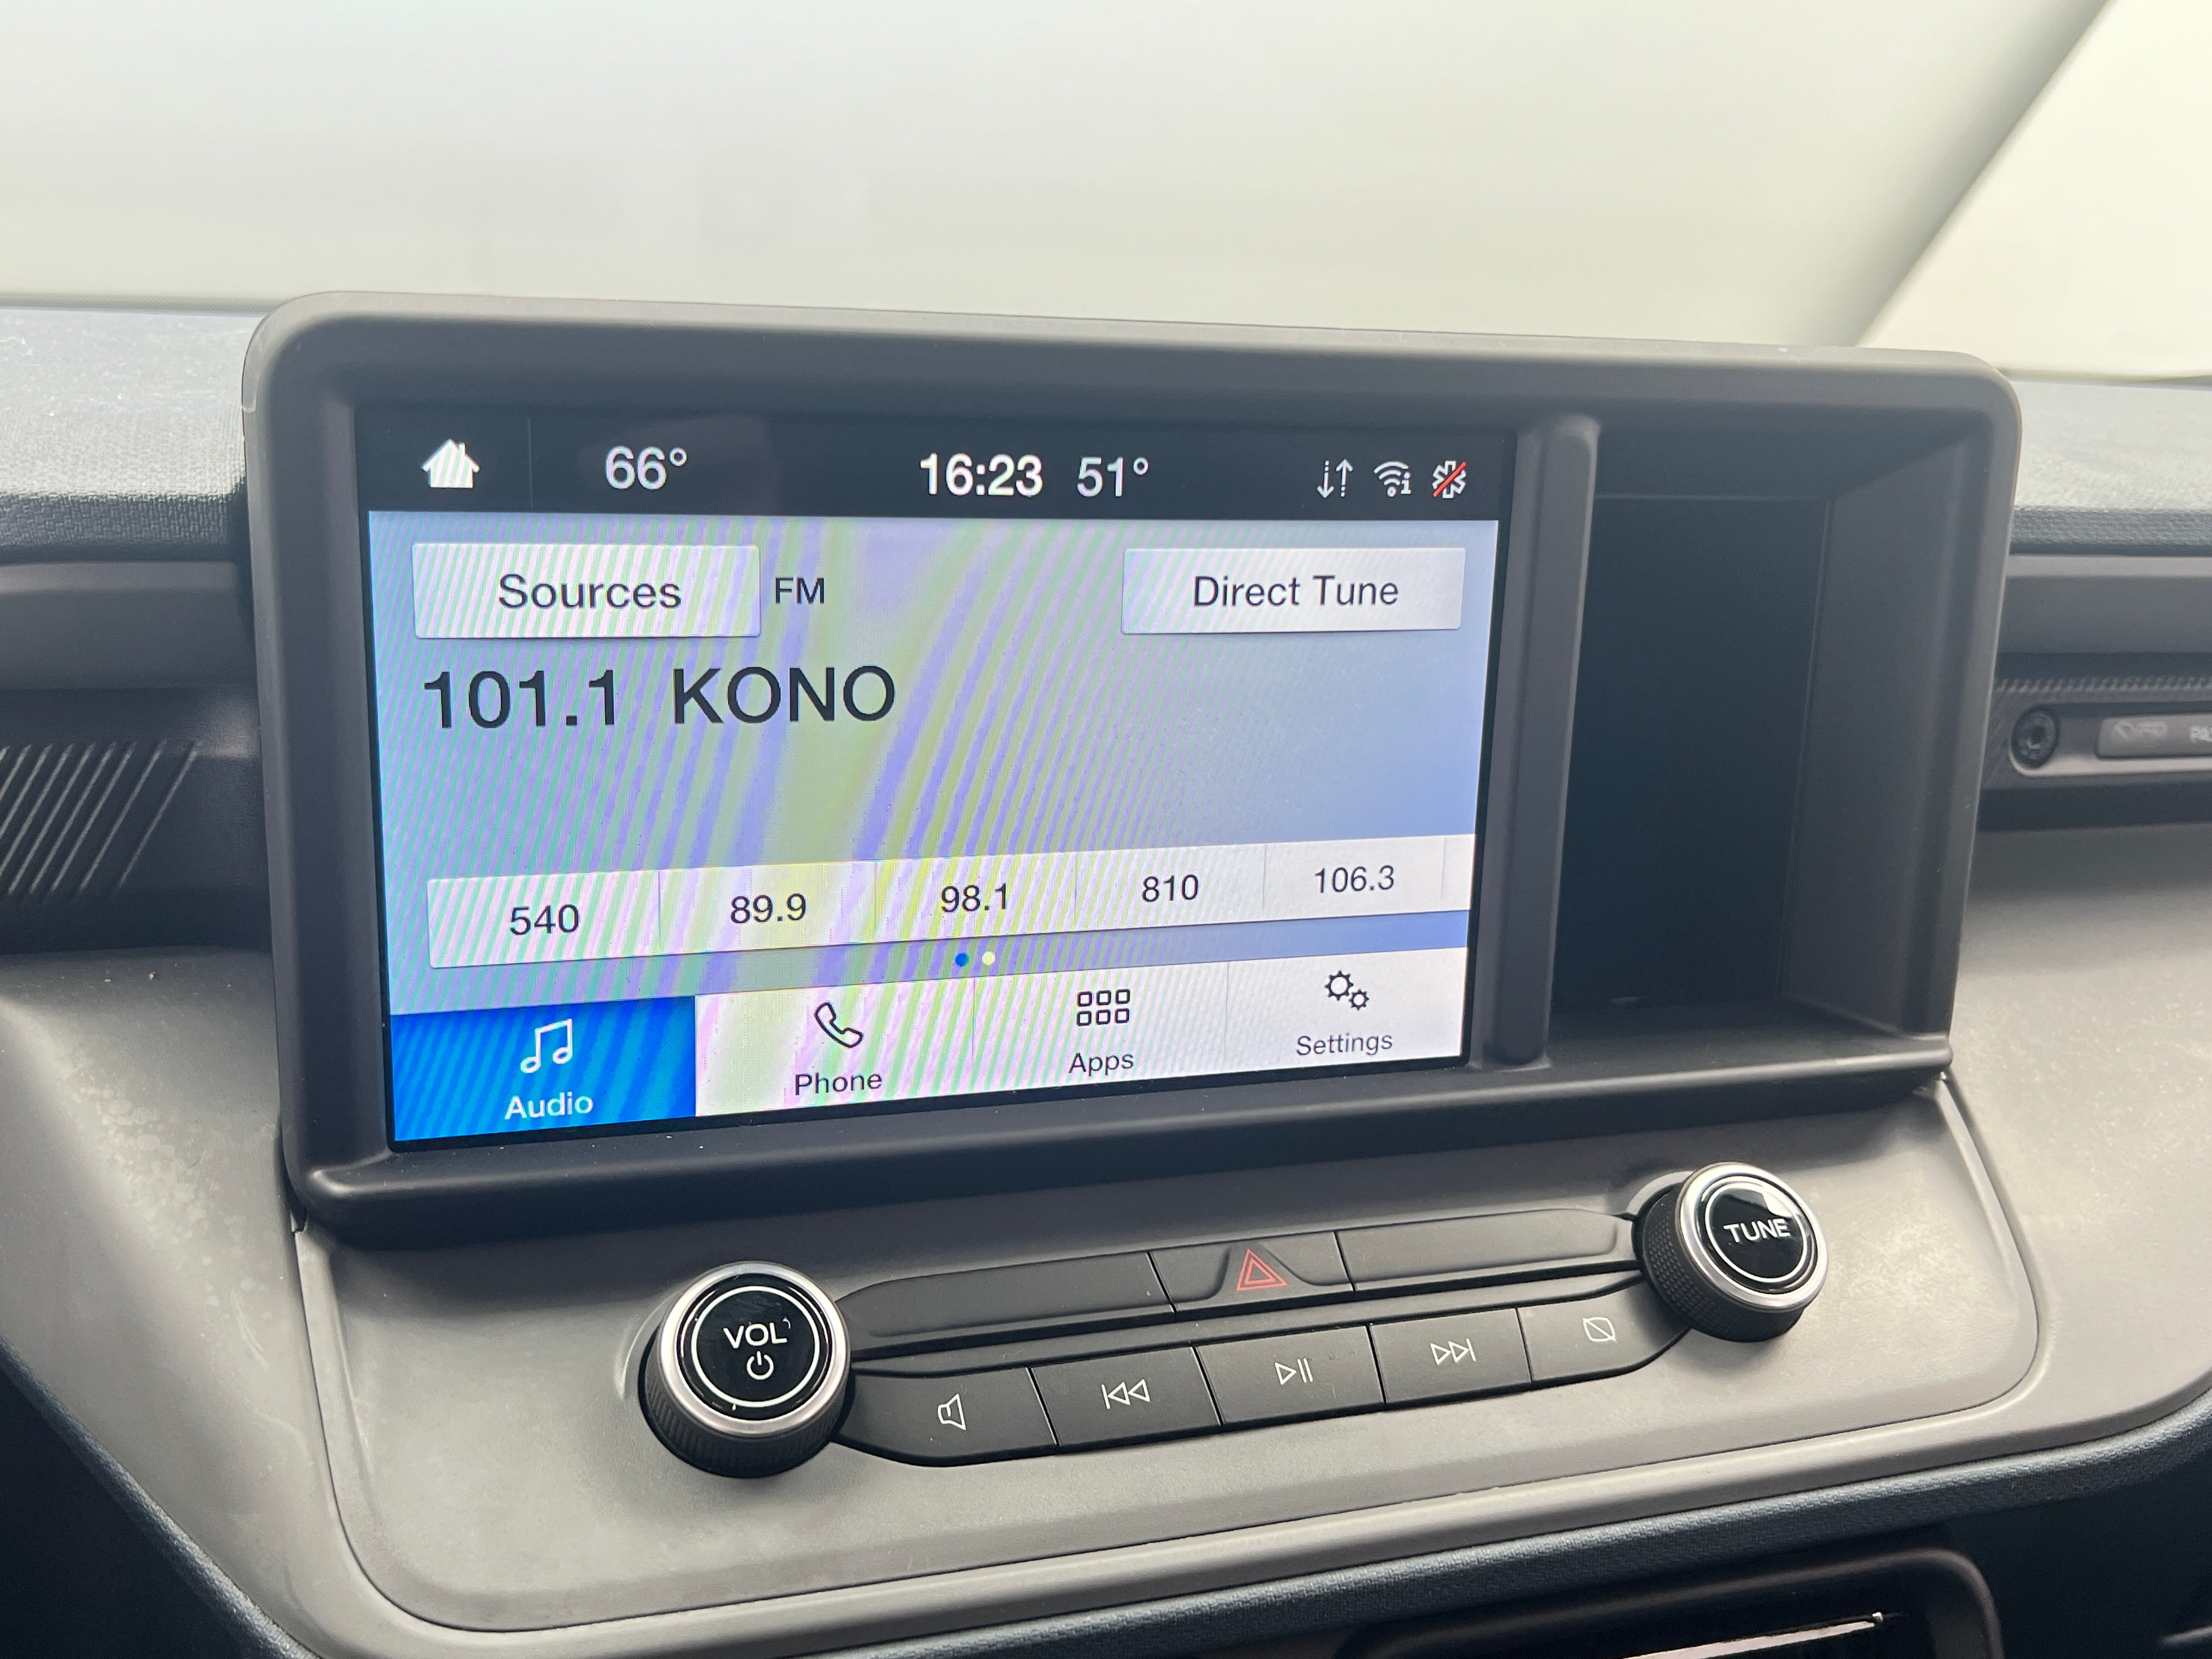 66° 16:23 51°
Sources FM Direct Tune
101.1 KONO
540 89.9 98.1 810 106.3
Audio Phone Apps Settings
TUNE
VOL